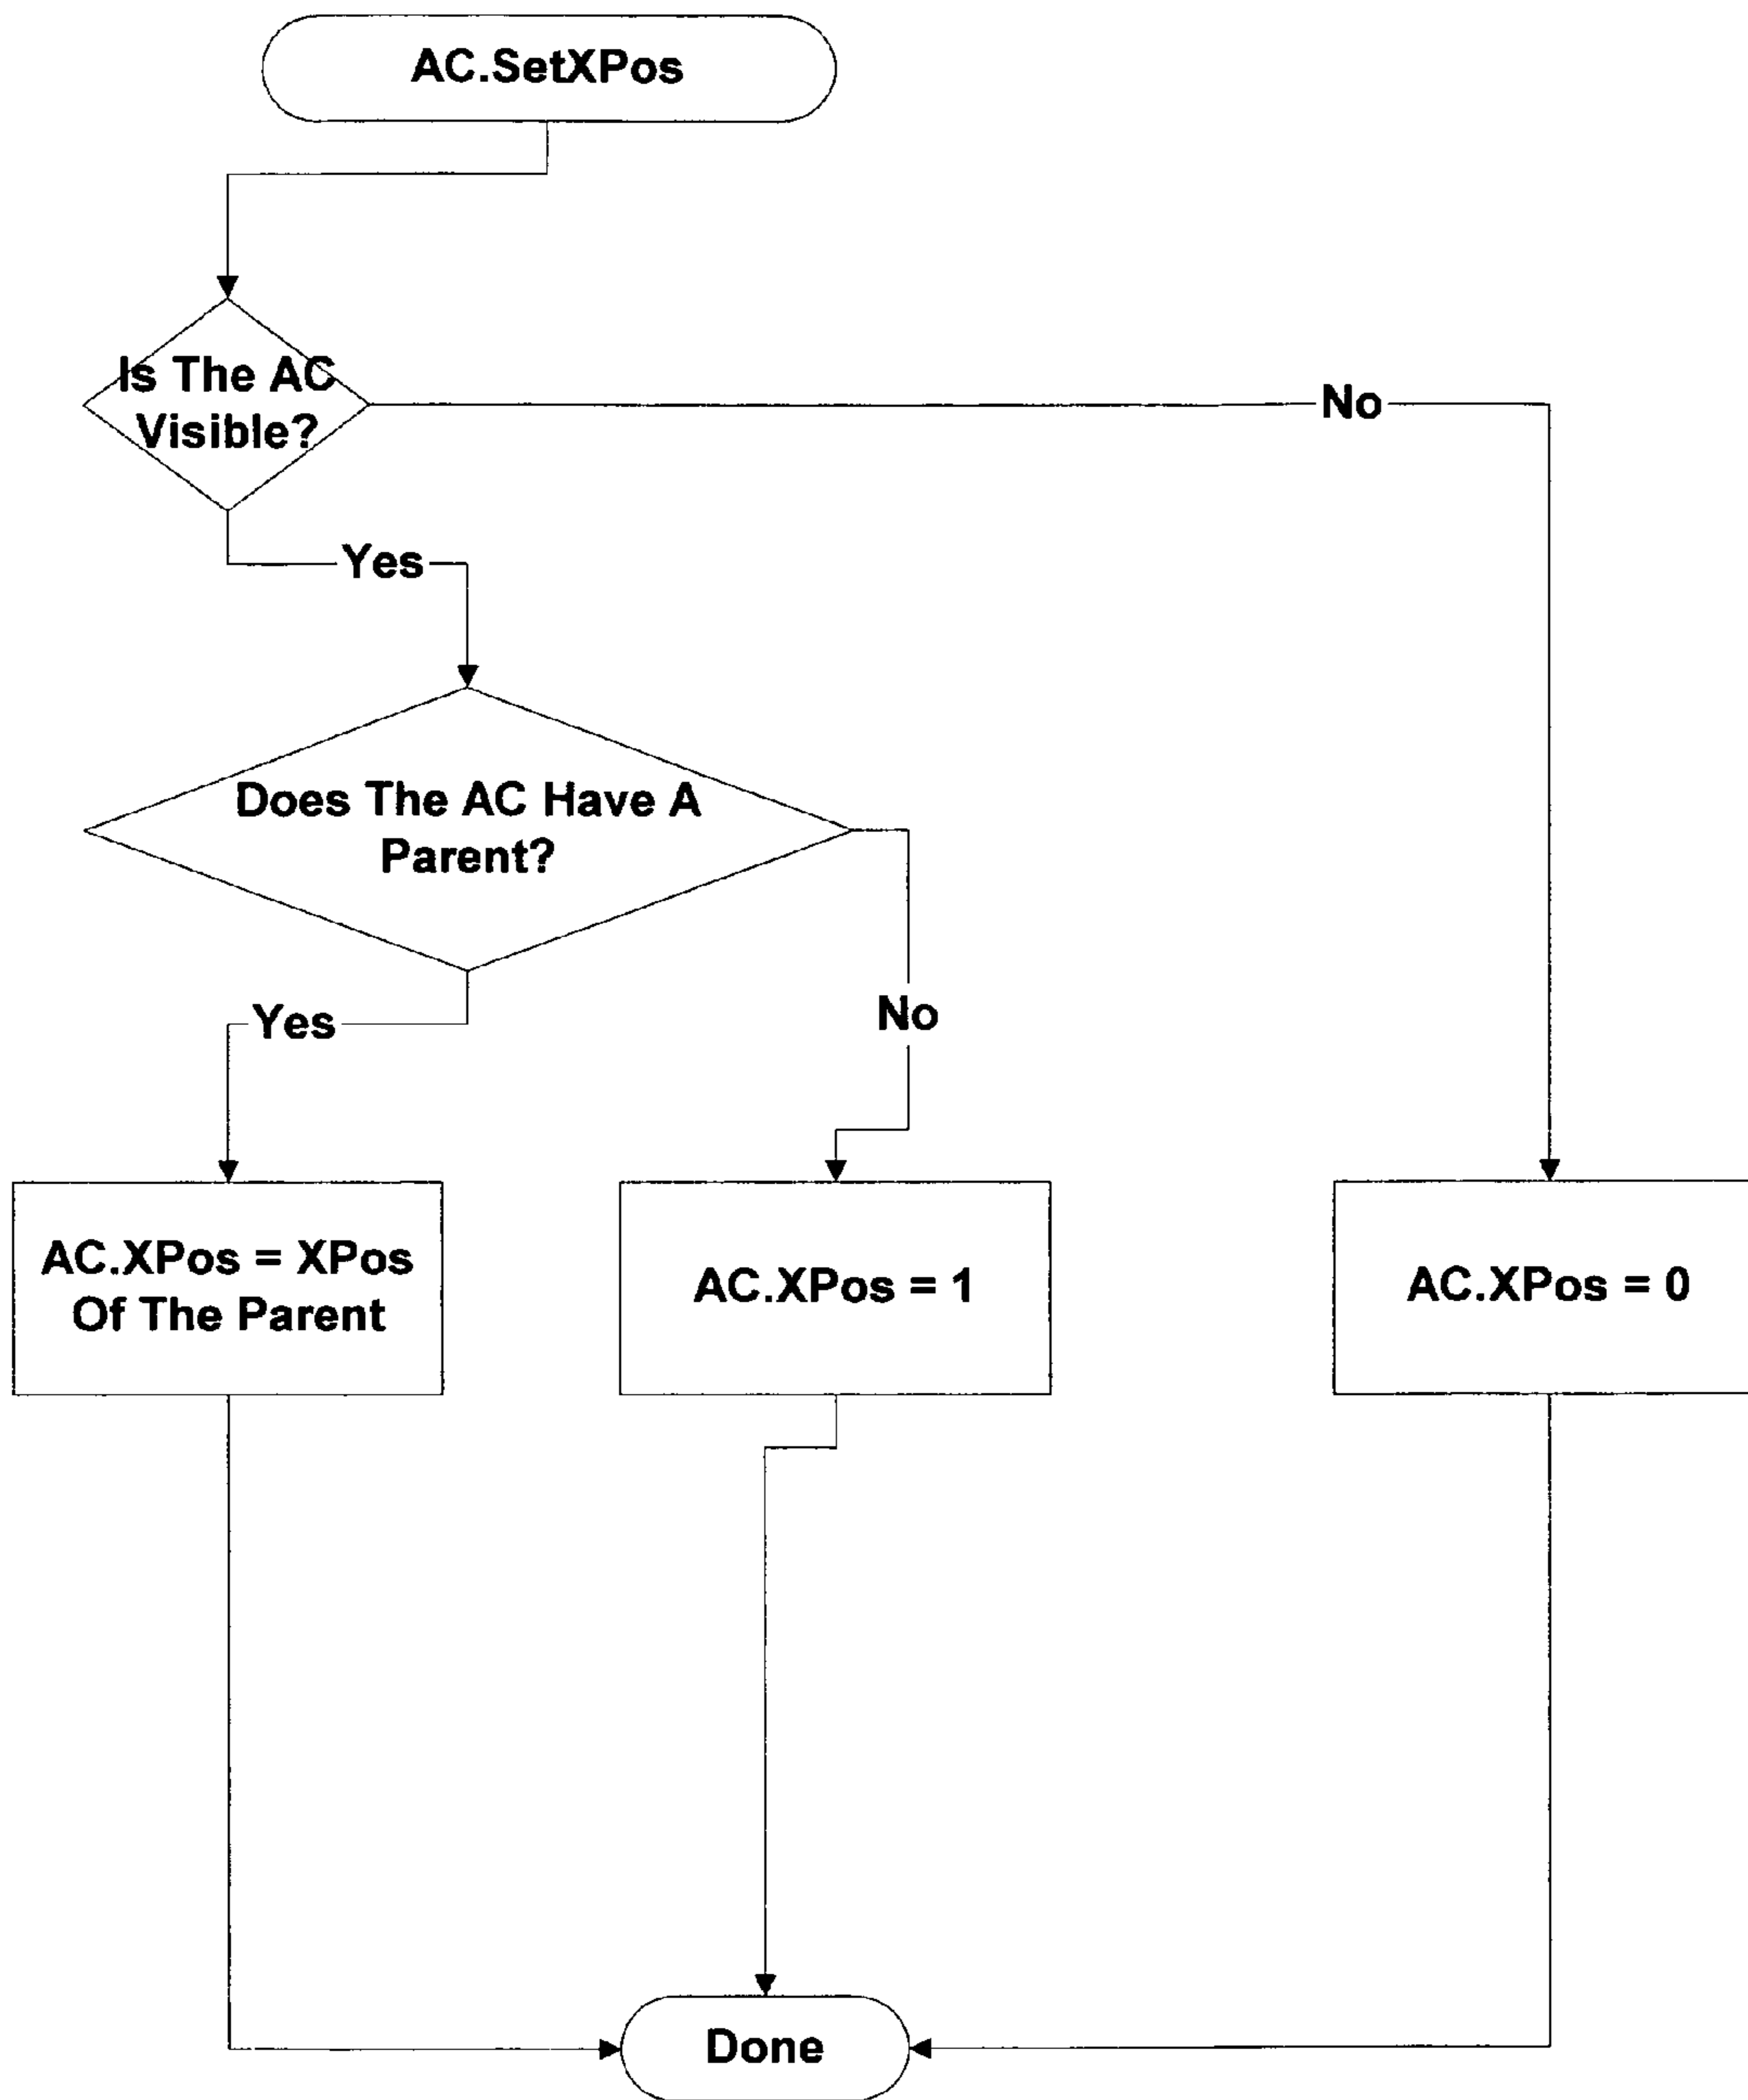 AC.SetXPos
Is The AC
Visible?
No
Yes
Does The AC Have A
Parent?
Yes
No
AC.XPos = XPos
Of The Parent
AC.XPos = 1
AC.XPos = 0
Done